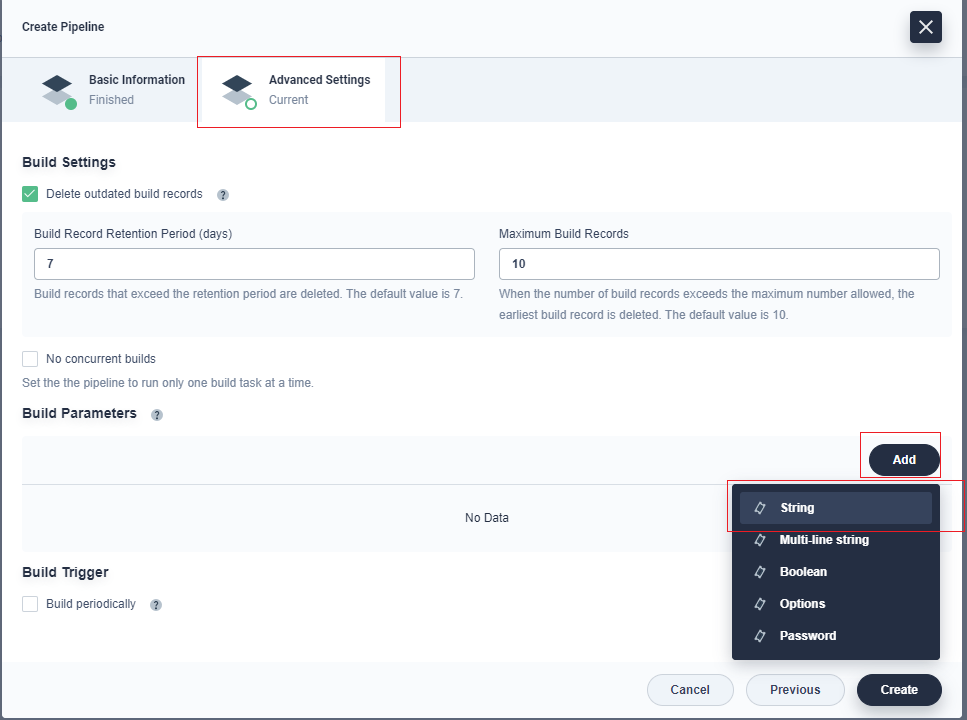 Create Pipeline
Basic Information
Finished
Advanced Settings
Current
Build Settings
Delete outdated build records ?
Build Record Retention Period (days)
7
Build records that exceed the retention period are deleted. The default value is 7.
Maximum Build Records
10
When the number of build records exceeds the maximum number allowed, the
earliest build record is deleted. The default value is 10.
No concurrent builds
Set the the pipeline to run only one build task at a time.
Build Parameters ?
Add
No Data
String
Multi-line string
Boolean
Options
Password
Build Trigger
Build periodically ?
Cancel
Previous
Create